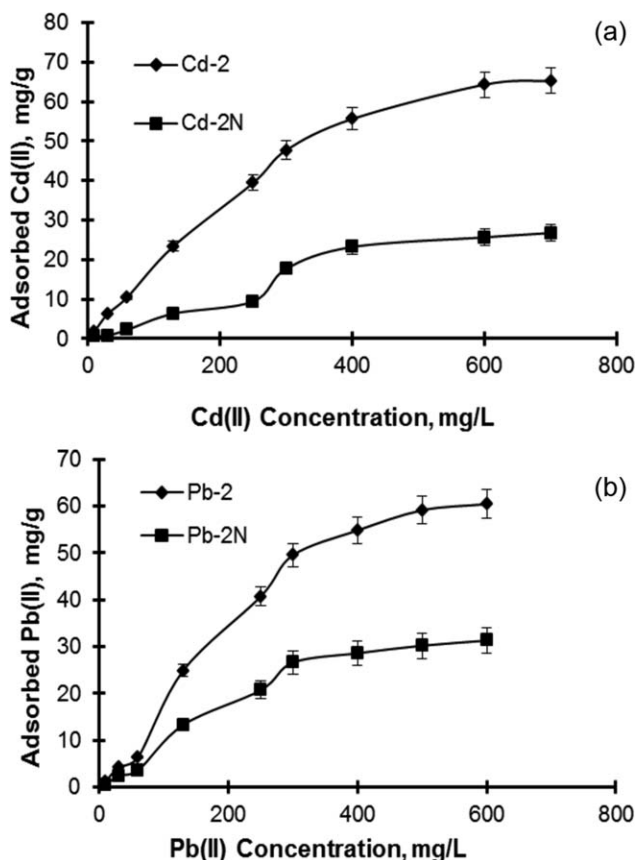 (a)
80
70
60
50
40
30
20
10
0
Adsorbed Cd(II), mg/g
Cd-2
Cd-2N
0 200 400 600 800
Cd(II) Concentration, mg/L
(b)
70
60
50
40
30
20
10
0
Adsorbed Pb(II), mg/g
Pb-2
Pb-2N
0 200 400 600 800
Pb(II) Concentration, mg/L